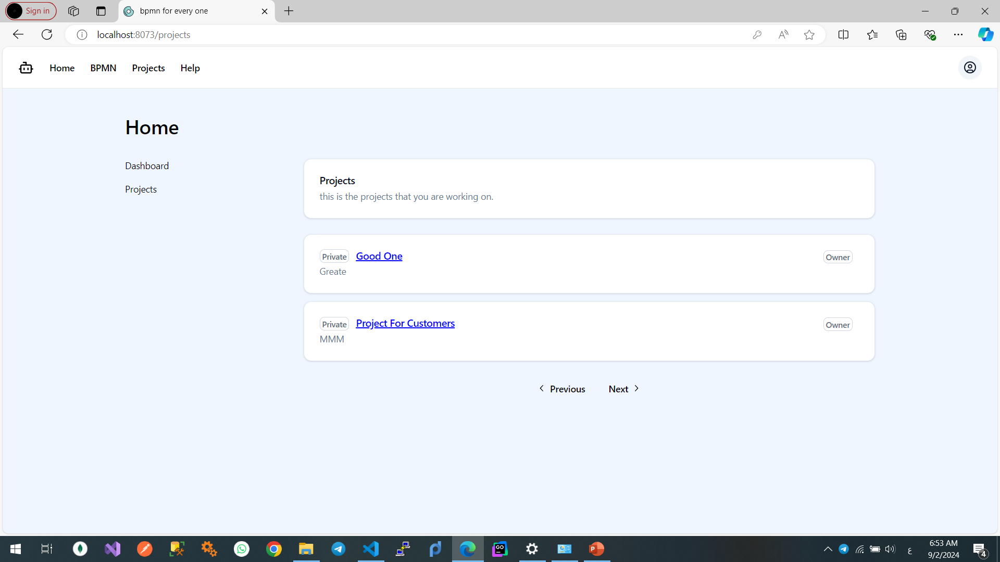 Sign in
bpmn for every one
localhost:8073/projects
Home BPMN Projects Help
Home
Dashboard
Projects
Projects
this is the projects that you are working on.
Private Good One Owner
Greate
Private Project For Customers Owner
MMM
Previous Next
GO
P
ع
6:53 AM
9/2/2024
4